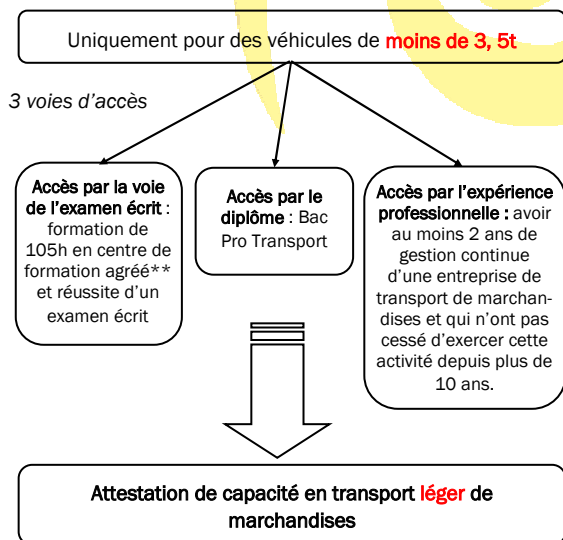 Uniquement pour des véhicules de moins de 3, 5t
3 voies d'accès
Accès par la voie
de l'examen écrit :
formation de
105h en centre de
formation agréé**
et réussite d'un
examen écrit
Accès par le
diplôme : Bac
Pro Transport
Accès par l'expérience
professionnelle : avoir
au moins 2 ans de
gestion continue
d'une entreprise de
transport de marchan-
dises et qui n'ont pas
cessé d'exercer cette
activité depuis plus de
10 ans.
Attestation de capacité en transport léger de
marchandises